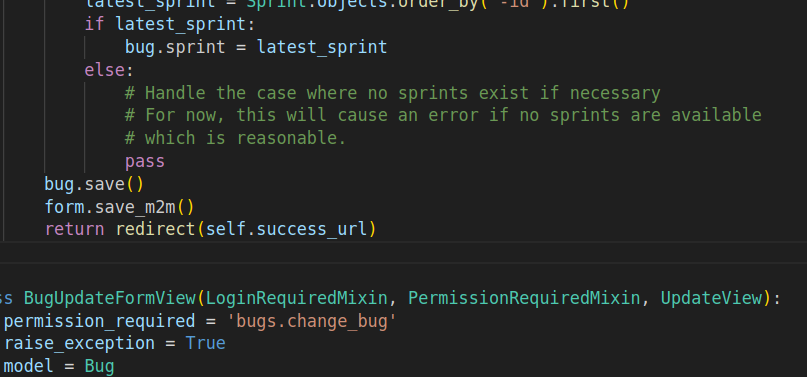 latest_sprint = Sprint.objects.order_by('-id').first()
if latest_sprint:
bug.sprint = latest_sprint
else:
# Handle the case where no sprints exist if necessary
# For now, this will cause an error if no sprints are available
# which is reasonable.
pass
bug.save()
form.save_m2m()
return redirect(self.success_url)
ss BugUpdateFormView(LoginRequiredMixin, PermissionRequiredMixin, UpdateView):
permission_required = 'bugs.change_bug'
raise_exception = True
model = Bug